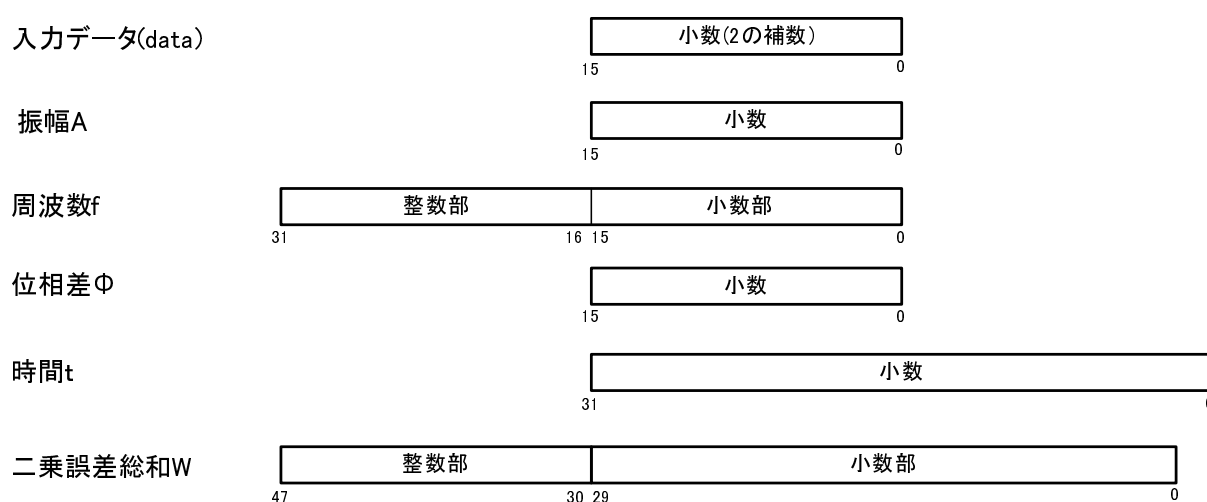 入力データ(data)
小数(2の補数)
15 0
振幅A
小数
15 0
周波数f
整数部 小数部
31 16 15 0
位相差Φ
小数
15 0
時間t
小数
31
二乗誤差総和W
整数部 小数部
47 30 29 0